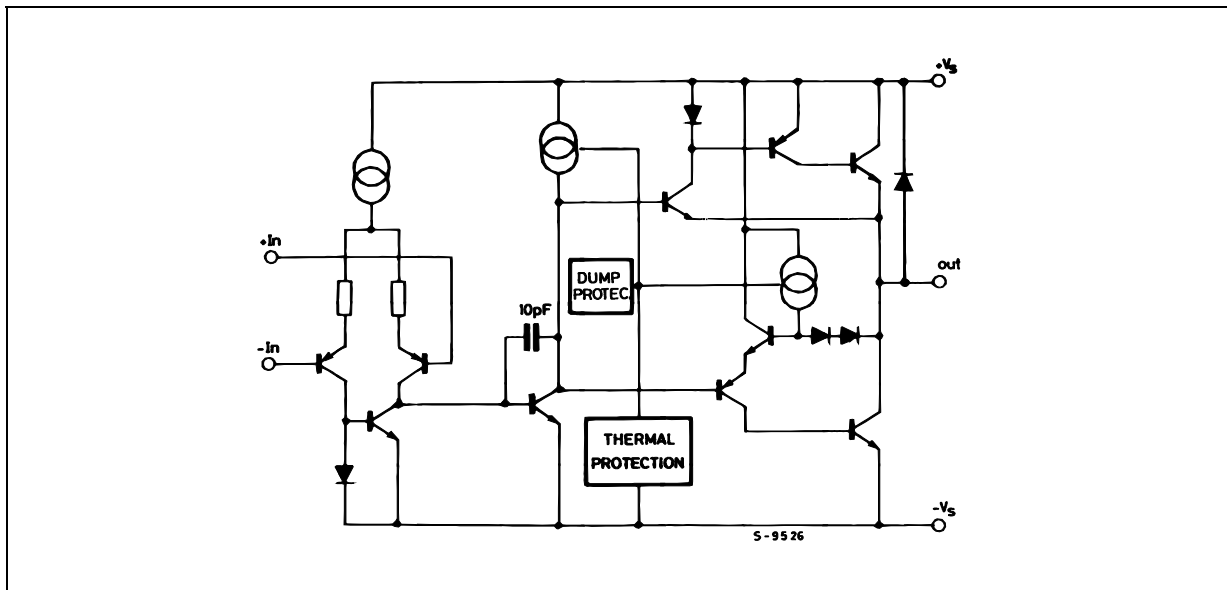 +Vs
+In
out
DUMP
PROTEC.
10pF
-In
THERMAL
PROTECTION
-Vs
S-9526